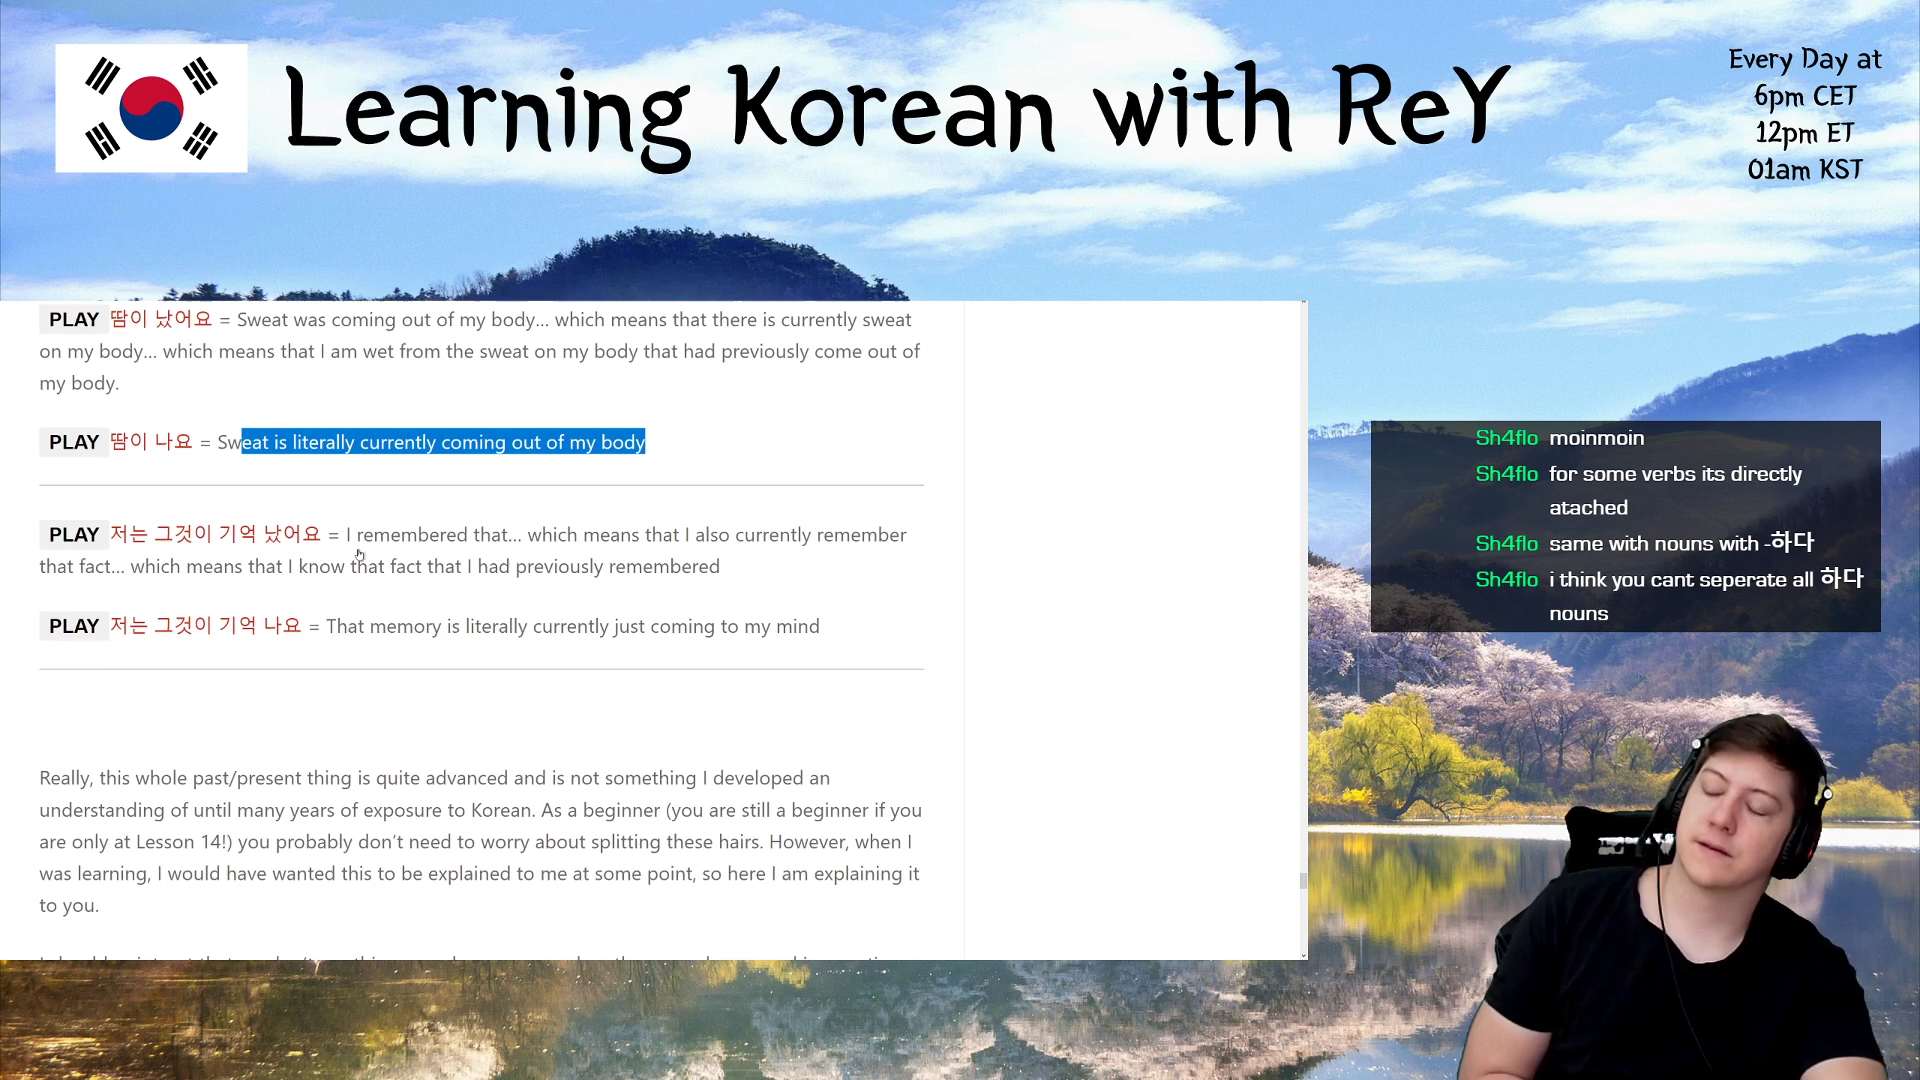 Learning Korean with ReY
Every Day at
6pm CET
12pm ET
01am KST
PLAY 땀이 났어요 = Sweat was coming out of my body... which means that there is currently sweat
on my body... which means that I am wet from the sweat on my body that had previously come out of
my body.
PLAY 땀이 나요 = Sweat is literally currently coming out of my body
PLAY 저는 그것이 기억 났어요 = I remembered that... which means that I also currently remember
that fact... which means that I know that fact that I had previously remembered
PLAY 저는 그것이 기억 나요 = That memory is literally currently just coming to my mind
Really, this whole past/present thing is quite advanced and is not something I developed an
understanding of until many years of exposure to Korean. As a beginner (you are still a beginner if you
are only at Lesson 14!) you probably don't need to worry about splitting these hairs. However, when I
was learning, I would have wanted this to be explained to me at some point, so here I am explaining it
to you.
Sh4flo moinmoin
Sh4flo for some verbs its directly
atached
Sh4flo same with nouns with -하다
Sh4flo i think you cant seperate all 하다
nouns